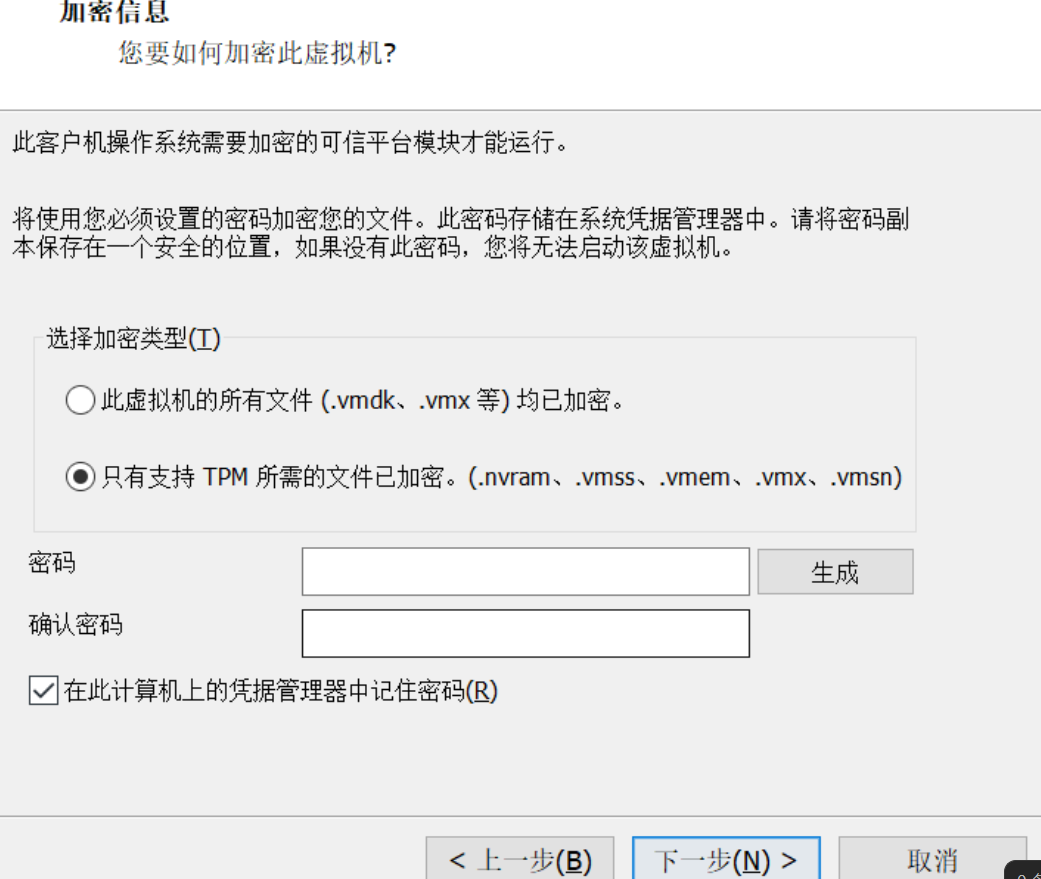 加密信息
您要如何加密此虚拟机?
此客户机操作系统需要加密的可信平台模块才能运行。
将使用您必须设置的密码加密您的文件。此密码存储在系统凭据管理器中。请将密码副
本保存在一个安全的位置，如果没有此密码，您将无法启动该虚拟机。
选择加密类型(T)
此虚拟机的所有文件 (.vmdk、.vmx 等) 均已加密。
只有支持 TPM 所需的文件已加密。(.nvram、.vmss、.vmem、.vmx、.vmsn)
密码
生成
确认密码
在此计算机上的凭据管理器中记住密码(R)
< 上一步(B)
下一步(N) >
取消